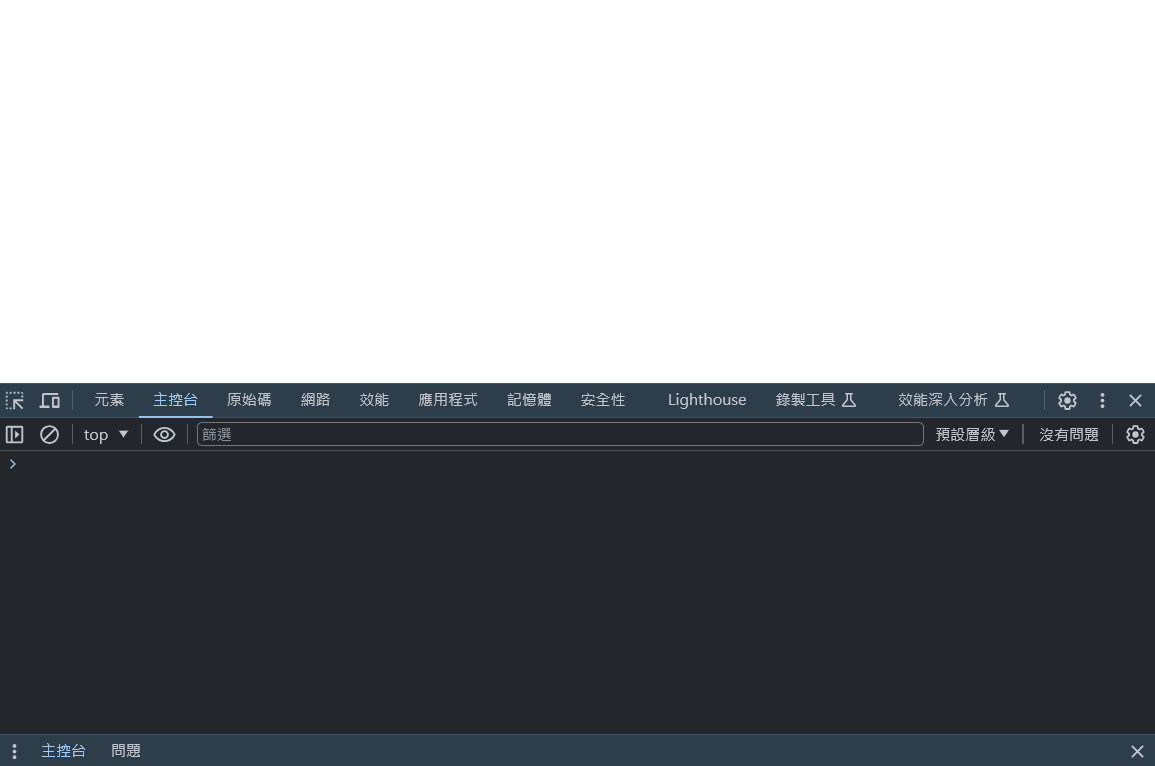 元素 主控台 原始碼 網路 效能 應用程式 記憶體 安全性 Lighthouse 錄製工具 效能深入分析
top 篩選 預設層級 沒有問題
主控台 問題